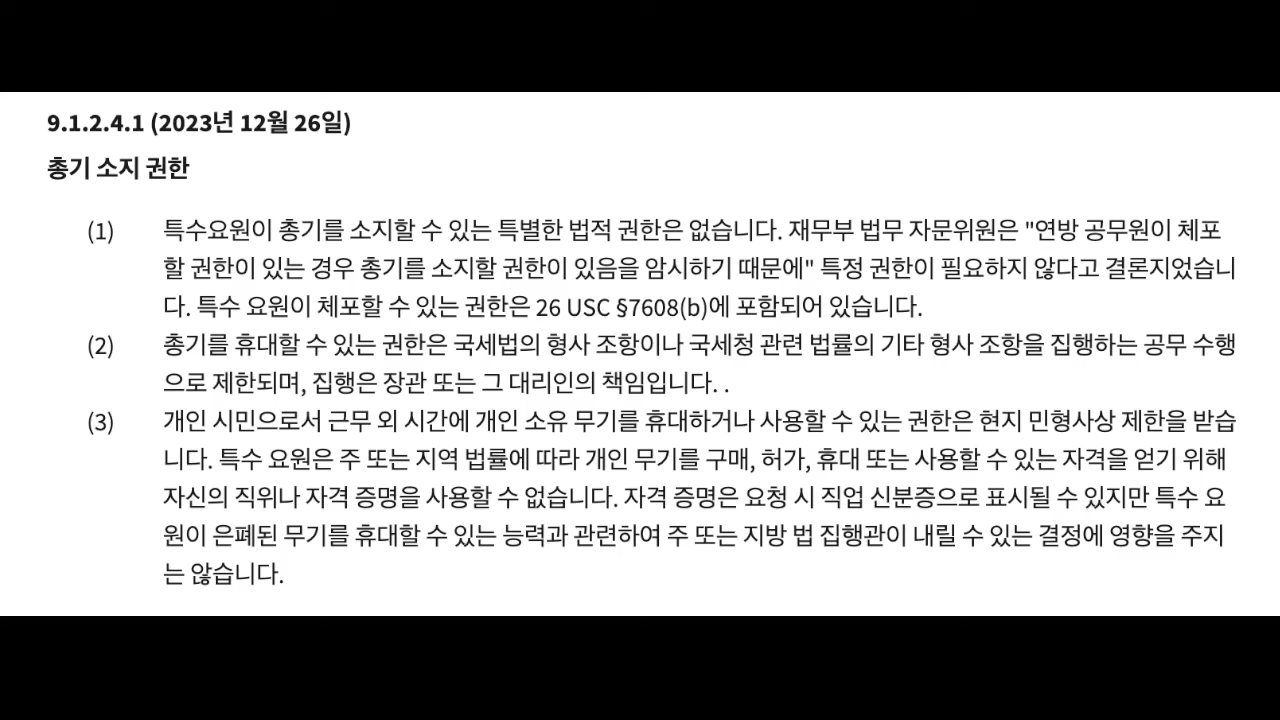 9.1.2.4.1 (2023년 12월 26일)
총기 소지 권한
(1) 특수요원이 총기를 소지할 수 있는 특별한 법적 권한은 없습니다. 재무부 법무 자문위원은 "연방 공무원이 체포
할 권한이 있는 경우 총기를 소지할 권한이 있음을 암시하기 때문에" 특정 권한이 필요하지 않다고 결론지었습니
다. 특수 요원이 체포할 수 있는 권한은 26 USC §7608(b)에 포함되어 있습니다.
(2) 총기를 휴대할 수 있는 권한은 국세법의 형사 조항이나 국세청 관련 법률의 기타 형사 조항을 집행하는 공무 수행
으로 제한되며, 집행은 장관 또는 그 대리인의 책임입니다. .
(3) 개인 시민으로서 근무 외 시간에 개인 소유 무기를 휴대하거나 사용할 수 있는 권한은 현지 민형사상 제한을 받습
니다. 특수 요원은 주 또는 지역 법률에 따라 개인 무기를 구매, 허가, 휴대 또는 사용할 수 있는 자격을 얻기 위해
자신의 직위나 자격 증명을 사용할 수 없습니다. 자격 증명은 요청 시 직업 신분증으로 표시될 수 있지만 특수 요
원이 은폐된 무기를 휴대할 수 있는 능력과 관련하여 주 또는 지방 법 집행관이 내릴 수 있는 결정에 영향을 주지
는 않습니다.